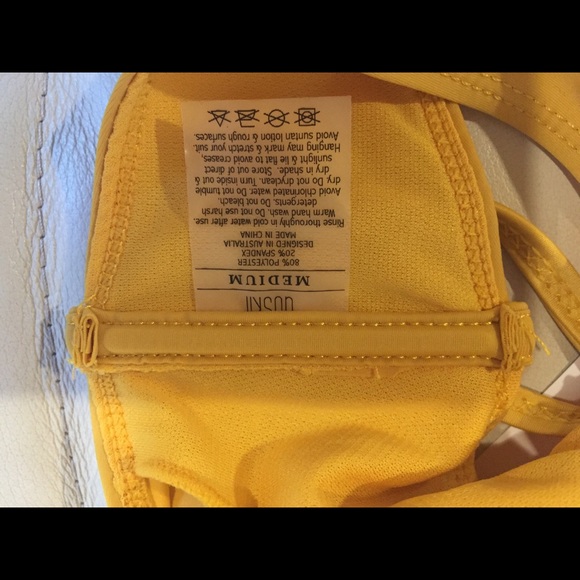 MEDIUM
80% POLYESTER
20% SPANDEX
DESIGNED IN AUSTRALIA
MADE IN CHINA
Rinse thoroughly in cold water after use.
Warm hand wash. Do not use harsh
detergents. Do not bleach.
Avoid chlorinated water. Do not tumble
dry. Do not dryclean. Turn inside out &
dry in shade. Store out of direct
sunlight lie flat to avoid creases.
Hanging may mark & stretch your suit.
Avoid suntan lotion & rough surfaces.